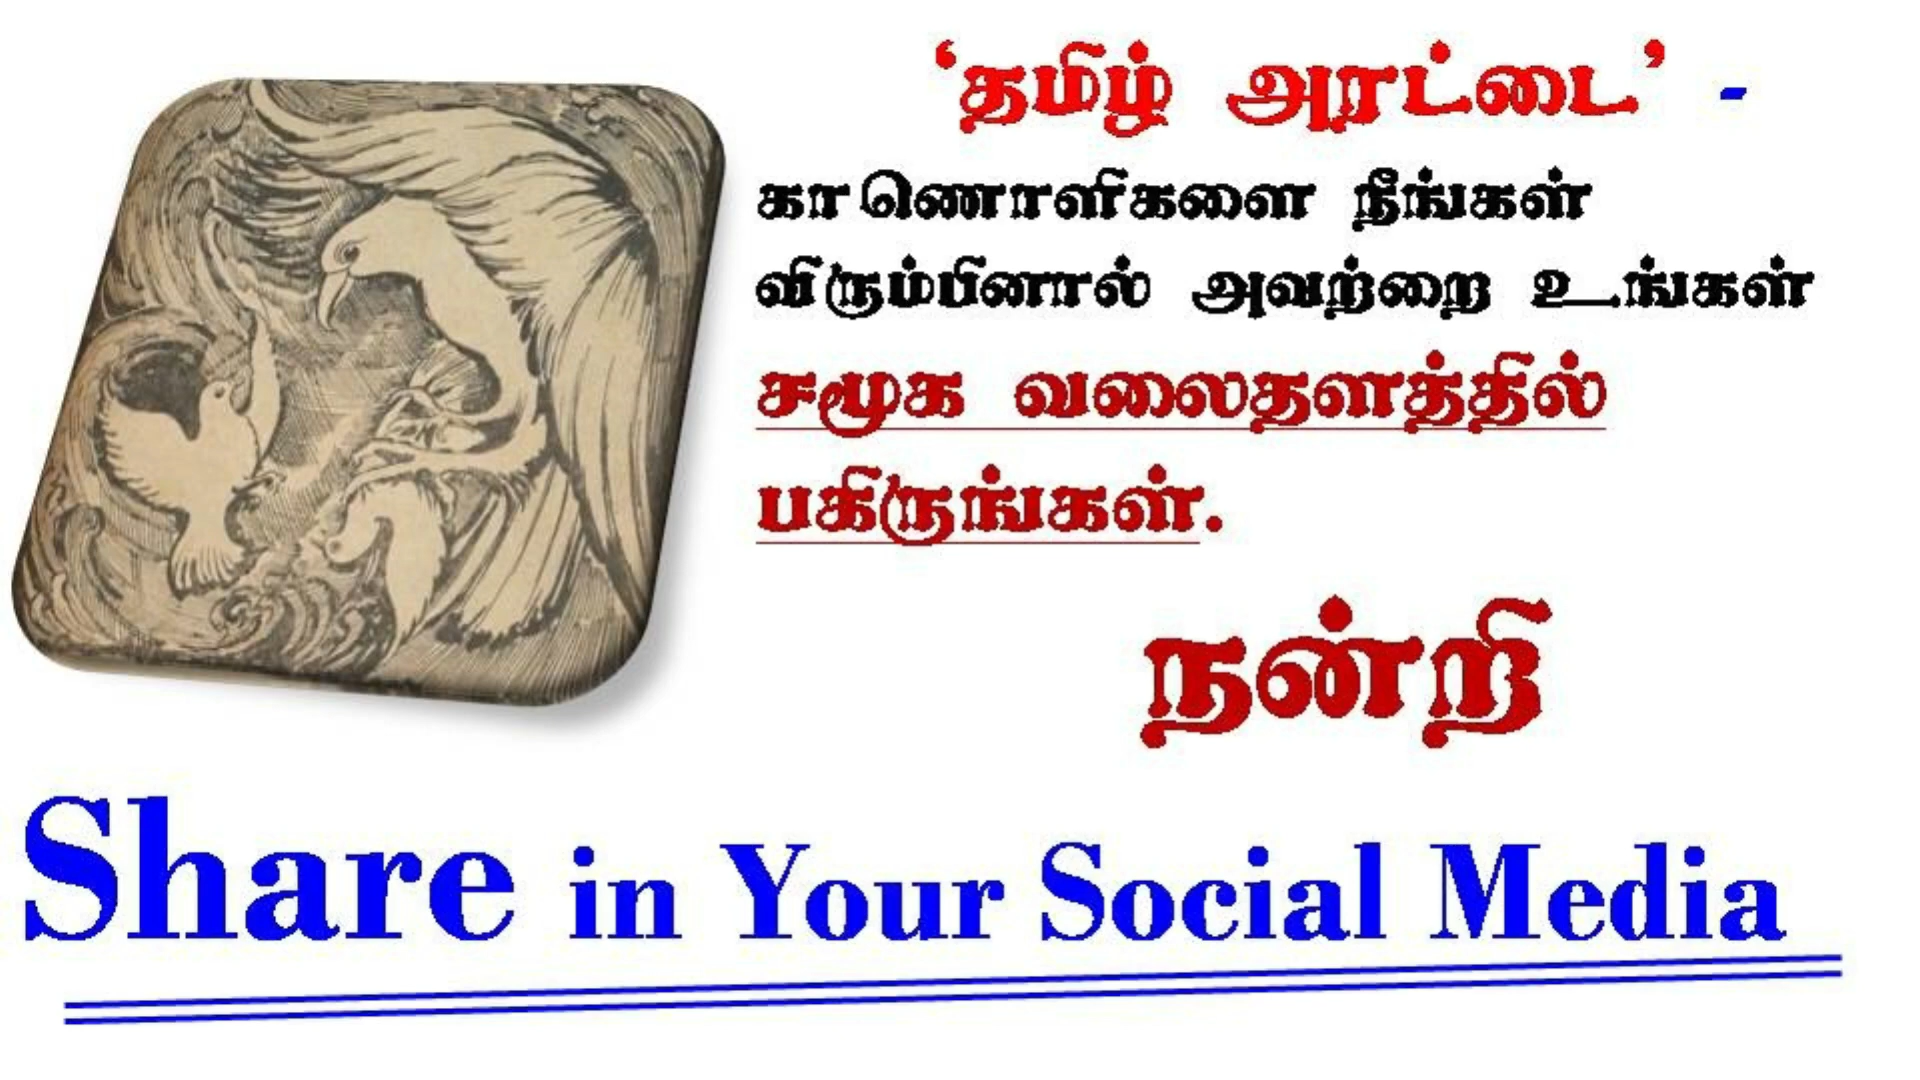 ‘தமிழ் அரட்டை’ -
காணொளிகளை நீங்கள்
விரும்பினால் அவற்றை உங்கள்
சமூக வலைதளத்தில்
பகிருங்கள்.
நன்றி
Share in Your Social Media